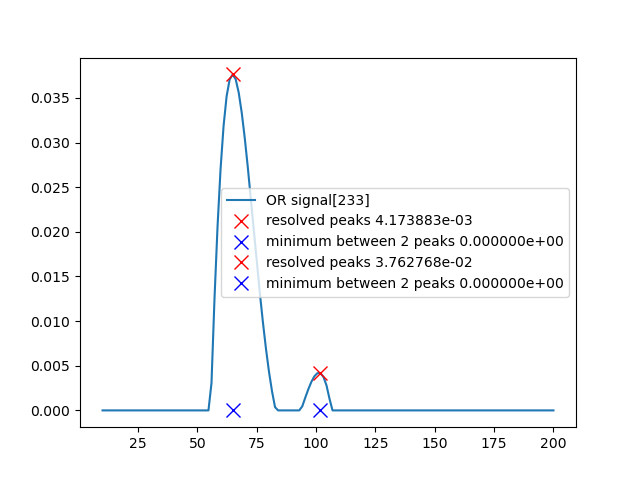 0.035
0.030
0.025
0.020
0.015
0.010
0.005
0.000
OR signal[233]
resolved peaks 4.173883e-03
minimum between 2 peaks 0.000000e+00
resolved peaks 3.762768e-02
minimum between 2 peaks 0.000000e+00
25 50 75 100 125 150 175 200